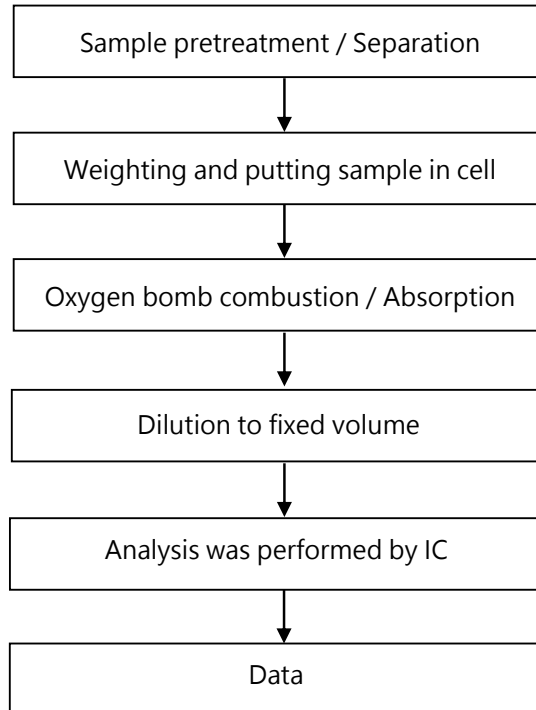 Sample pretreatment / Separation
Weighting and putting sample in cell
Oxygen bomb combustion / Absorption
Dilution to fixed volume
Analysis was performed by IC
Data